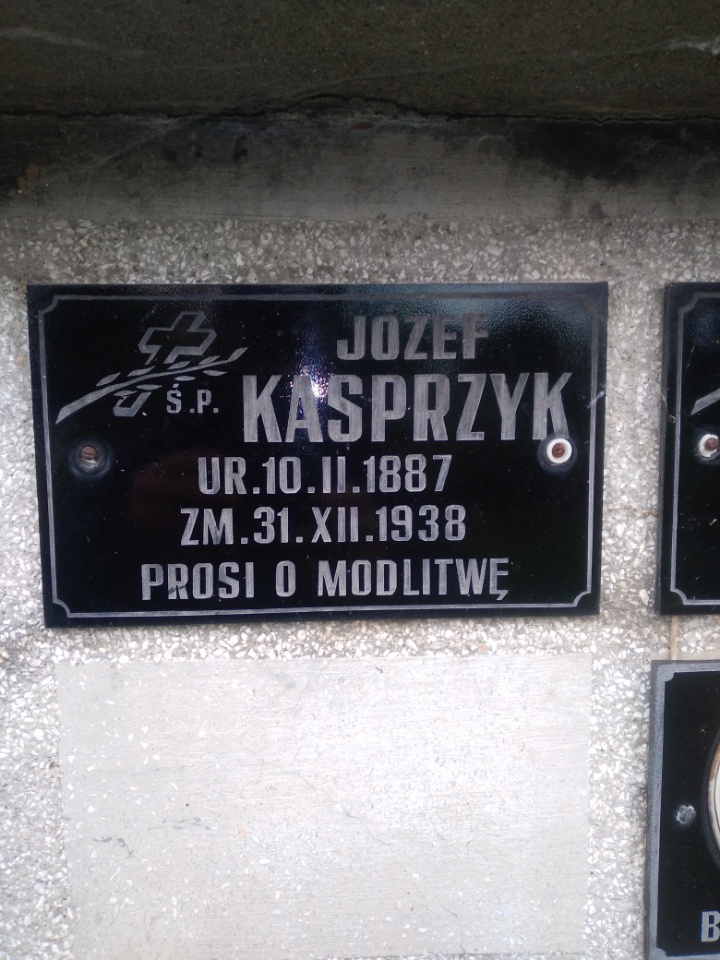 JOZEF
Ś.P. KASPRZYK
UR.10.II.1887
ZM.31.XII.1938
PROSI O MODLITWĘ
B